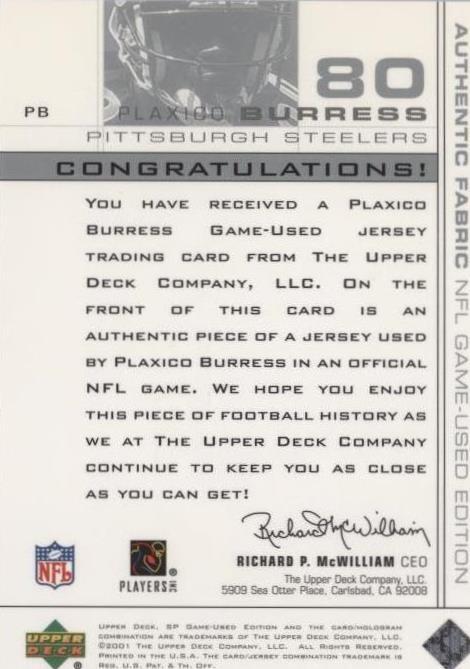 80
PB
PLAXICO BURRESS
PITTSBURGH STEELERS
CONGRATULATIONS!
YOU HAVE RECEIVED A PLAXICO
BURRESS GAME-USED JERSEY
TRADING CARD FROM THE UPPER
DECK COMPANY, LLC. ON THE
FRONT OF THIS CARD IS AN
AUTHENTIC PIECE OF A JERSEY USED
BY PLAXICO BURRESS IN AN OFFICIAL
NFL GAME. WE HOPE YOU ENJOY
THIS PIECE OF FOOTBALL HISTORY AS
WE AT THE UPPER DECK COMPANY
CONTINUE TO KEEP YOU AS CLOSE
AS YOU CAN GET!
Richard P. McWilliam
RICHARD P. McWILLIAM CEO
The Upper Deck Company, LLC.
5909 Sea Otter Place, Carlsbad, CA 92008
NFL
PLAYERS INC
UPPER DECK, SP GAME-USED EDITION AND THE CARD/HOLOGRAM
COMBINATION ARE TRADEMARKS OF THE UPPER DECK COMPANY, LLC.
©2001 THE UPPER DECK COMPANY, LLC. ALL RIGHTS RESERVED.
PRINTED IN THE U.S.A. THE CARD/JERSEY COMBINATION TRADEMARK IS
REG. U.S. PAT. & TM. OFF.
UPPER
DECK
AUTHENTIC FABRIC NFL GAME-USED EDITION